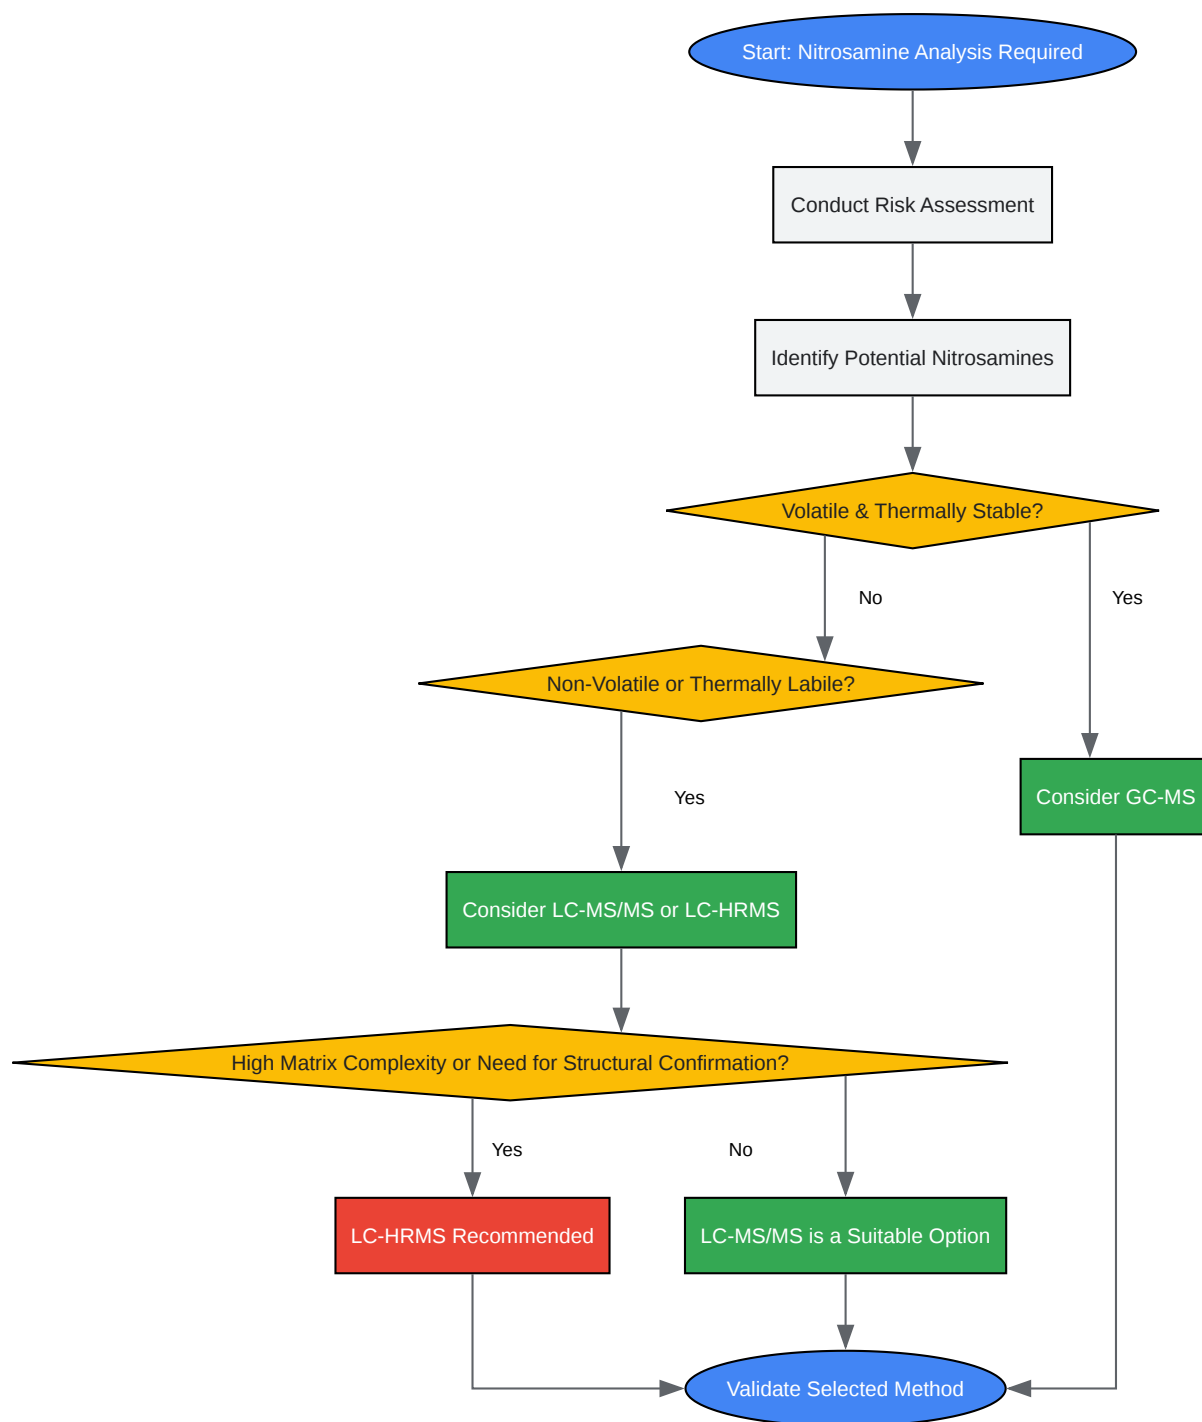 Start: Nitrosamine Analysis Required
Conduct Risk Assessment
Identify Potential Nitrosamines
Volatile & Thermally Stable?
No
Yes
Non-Volatile or Thermally Labile?
Yes
Consider GC-MS
Consider LC-MS/MS or LC-HRMS
High Matrix Complexity or Need for Structural Confirmation?
Yes
No
LC-HRMS Recommended
LC-MS/MS is a Suitable Option
Validate Selected Method